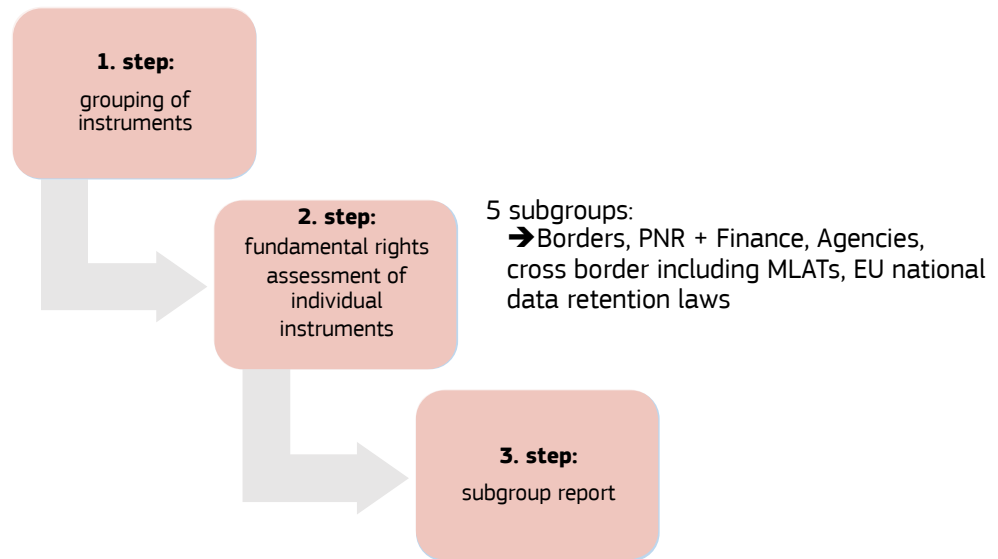 1. step:
grouping of
instruments
2. step:
fundamental rights
assessment of
individual
instruments
5 subgroups:
➔Borders, PNR + Finance, Agencies,
cross border including MLATs, EU national
data retention laws
3. step:
subgroup report